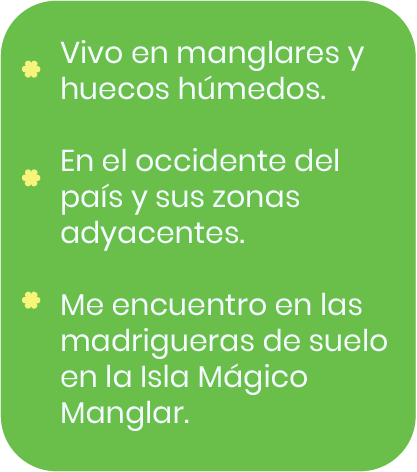 Vivo en manglares y
huecos húmedos.
En el occidente del
país y sus zonas
adyacentes.
Me encuentro en las
madrigueras de suelo
en la Isla Mágico
Manglar.